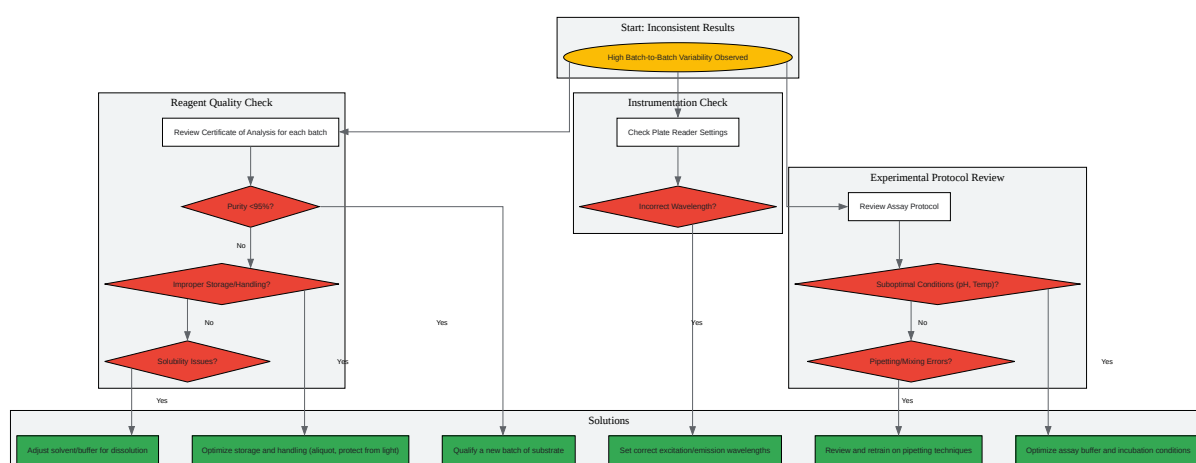 Start: Inconsistent Results
High Batch-to-Batch Variability Observed
Reagent Quality Check
Review Certificate of Analysis for each batch
Purity <95%?
No
Improper Storage/Handling?
No
Yes
Solubility Issues?
Yes
Yes
Instrumentation Check
Check Plate Reader Settings
Incorrect Wavelength?
Yes
Experimental Protocol Review
Review Assay Protocol
Suboptimal Conditions (pH, Temp)?
No
Yes
Pipetting/Mixing Errors?
Yes
Solutions
Adjust solvent/buffer for dissolution
Optimize storage and handling (aliquot, protect from light)
Qualify a new batch of substrate
Set correct excitation/emission wavelengths
Review and retrain on pipetting techniques
Optimize assay buffer and incubation conditions